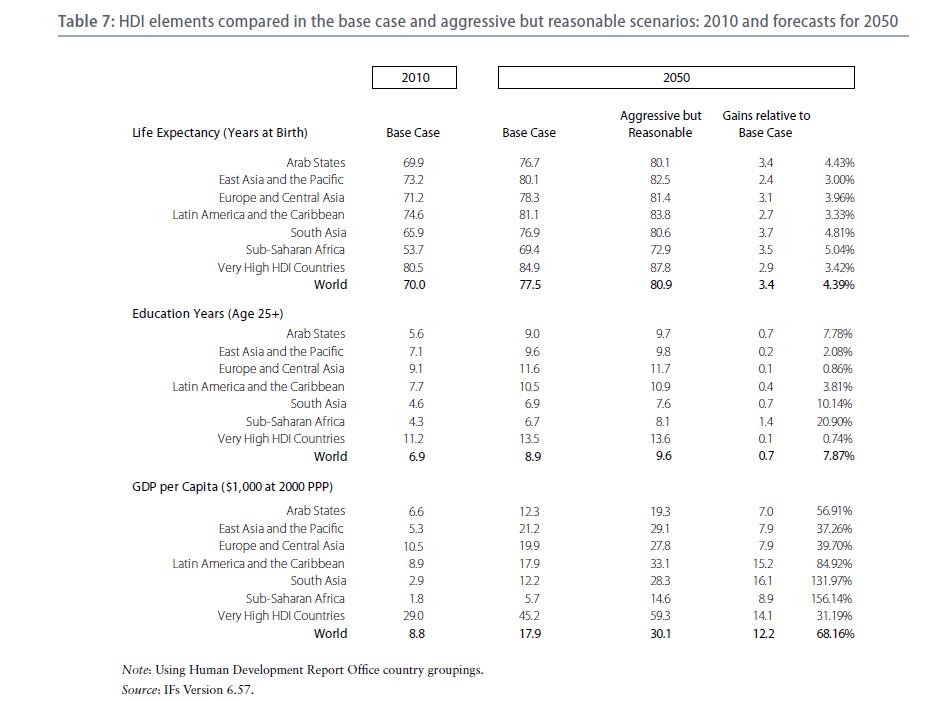 Table 7: HDI elements compared in the base case and aggressive but reasonable scenarios: 2010 and forecasts for 2050
2010 2050
Aggressive but Gains relative to
Life Expectancy (Years at Birth) Base Case Base Case Reasonable Base Case
Arab States 69.9 76.7 80.1 3.4 4.43%
East Asia and the Pacific 73.2 80.1 82.5 2.4 3.00%
Europe and Central Asia 71.2 78.3 81.4 3.1 3.96%
Latin America and the Caribbean 74.6 81.1 83.8 2.7 3.33%
South Asia 65.9 76.9 80.6 3.7 4.81%
Sub-Saharan Africa 53.7 69.4 72.9 3.5 5.04%
Very High HDI Countries 80.5 84.9 87.8 2.9 3.42%
World 70.0 77.5 80.9 3.4 4.39%
Education Years (Age 25+)
Arab States 5.6 9.0 9.7 0.7 7.78%
East Asia and the Pacific 7.1 9.6 9.8 0.2 2.08%
Europe and Central Asia 9.1 11.6 11.7 0.1 0.86%
Latin America and the Caribbean 7.7 10.5 10.9 0.4 3.81%
South Asia 4.6 6.9 7.6 0.7 10.14%
Sub-Saharan Africa 4.3 6.7 8.1 1.4 20.90%
Very High HDI Countries 11.2 13.5 13.6 0.1 0.74%
World 6.9 8.9 9.6 0.7 7.87%
GDP per Capita ($1,000 at 2000 PPP)
Arab States 6.6 12.3 19.3 7.0 56.91%
East Asia and the Pacific 5.3 21.2 29.1 7.9 37.26%
Europe and Central Asia 10.5 19.9 27.8 7.9 39.70%
Latin America and the Caribbean 8.9 17.9 33.1 15.2 84.92%
South Asia 2.9 12.2 28.3 16.1 131.97%
Sub-Saharan Africa 1.8 5.7 14.6 8.9 156.14%
Very High HDI Countries 29.0 45.2 59.3 14.1 31.19%
World 8.8 17.9 30.1 12.2 68.16%
Note: Using Human Development Report Office country groupings.
Source: IFs Version 6.57.